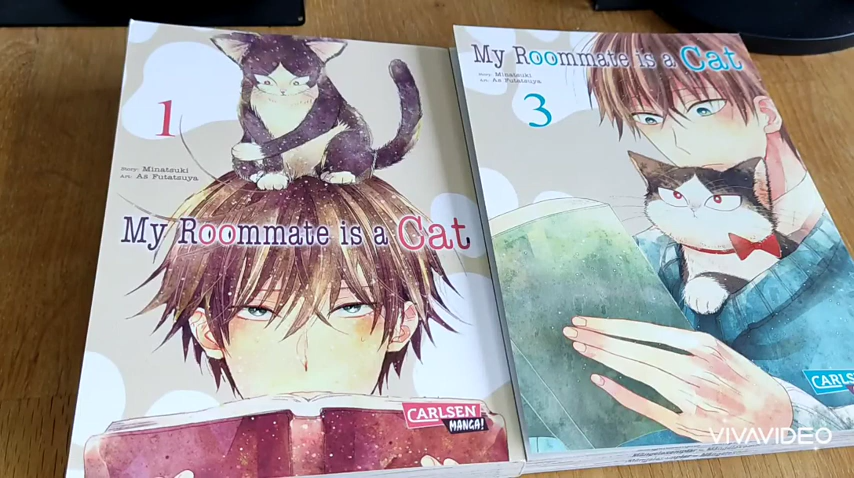 1
Story: Minatsuki
Art: As Futatsuya
My Roommate is a Cat
CARLSEN
MANGA!
My Roommate is a Cat
Story: Minatsuki
Art: As Futatsuya
3
CARLS
VIVAVIDEO